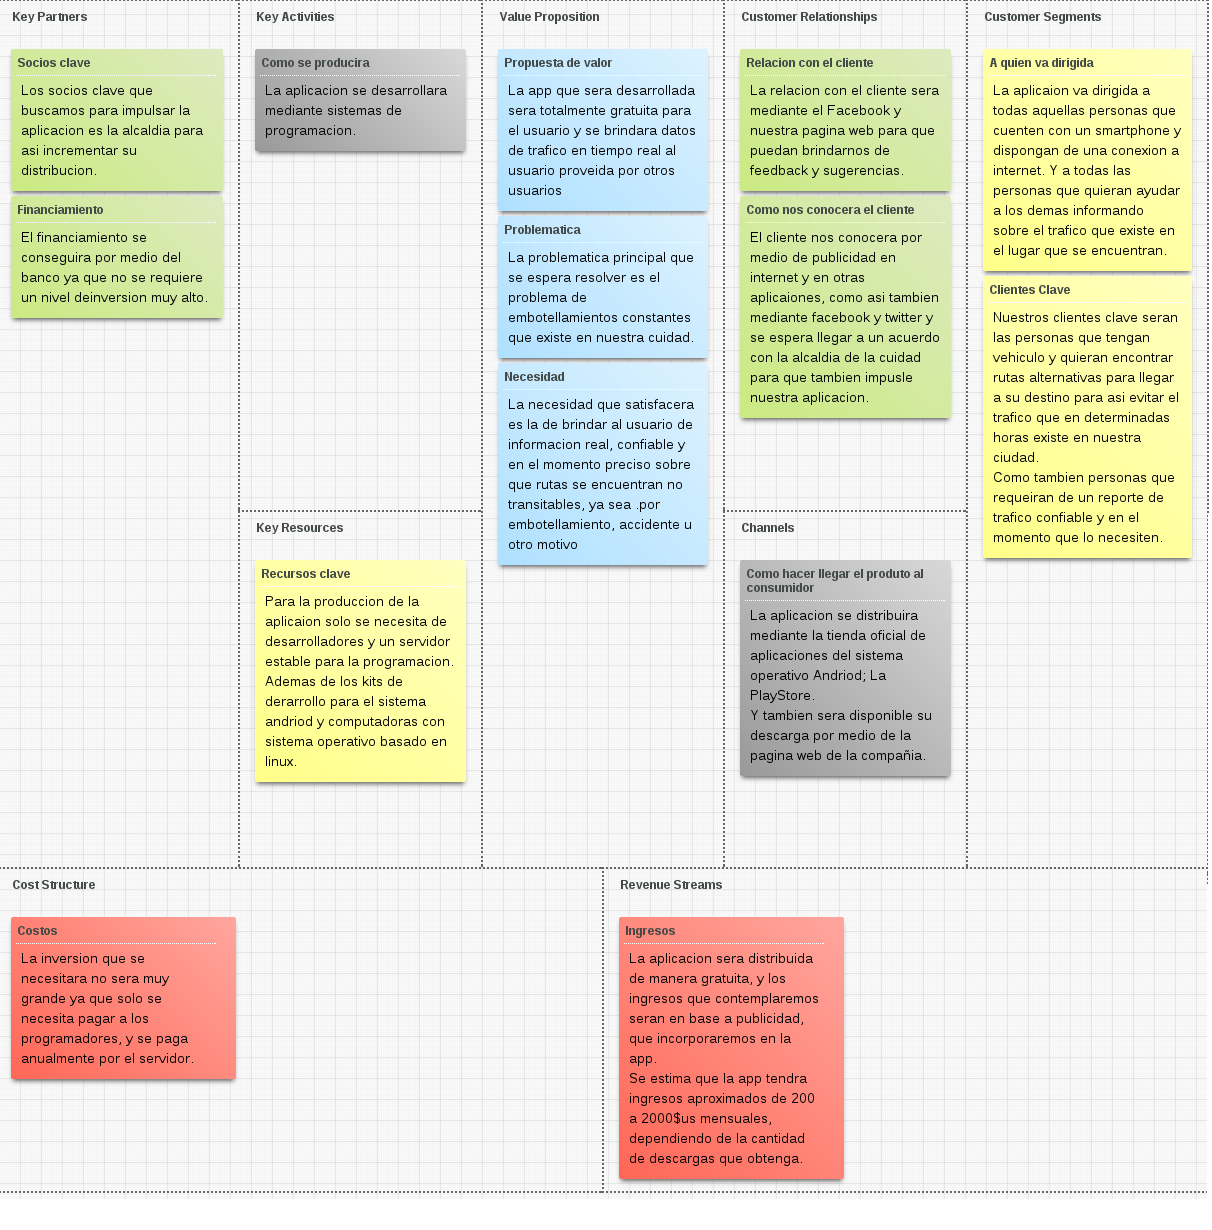 Key Partners
Socios clave
Los socios clave que
buscamos para impulsar la
aplicacion es la alcaldia para
asi incrementar su
distribucion.
Financiamiento
El financiamiento se
conseguira por medio del
banco ya que no se requiere
un nivel deinversion muy alto.
Key Activities
Como se producira
La aplicacion se desarrollara
mediante sistemas de
programacion.
Key Resources
Recursos clave
Para la produccion de la
aplicaion solo se necesita de
desarrolladores y un servidor
estable para la programacion.
Ademas de los kits de
derarrollo para el sistema
andriod y computadoras con
sistema operativo basado en
linux.
Value Proposition
Propuesta de valor
La app que sera desarrollada
sera totalmente gratuita para
el usuario y se brindara datos
de trafico en tiempo real al
usuario proveida por otros
usuarios
Problematica
La problematica principal que
se espera resolver es el
problema de
embotellamientos constantes
que existe en nuestra cuidad.
Necesidad
La necesidad que satisfacera
es la de brindar al usuario de
informacion real, confiable y
en el momento preciso sobre
que rutas se encuentran no
transitables, ya sea .por
embotellamiento, accidente u
otro motivo
Customer Relationships
Relacion con el cliente
La relacion con el cliente sera
mediante el Facebook y
nuestra pagina web para que
puedan brindarnos de
feedback y sugerencias.
Como nos conocera el cliente
El cliente nos conocera por
medio de publicidad en
internet y en otras
aplicaiones, como asi tambien
mediante facebook y twitter y
se espera llegar a un acuerdo
con la alcaldia de la cuidad
para que tambien impusle
nuestra aplicacion.
Channels
Como hacer llegar el produto al
consumidor
La aplicacion se distribuira
mediante la tienda oficial de
aplicaciones del sistema
operativo Andriod; La
PlayStore.
Y tambien sera disponible su
descarga por medio de la
pagina web de la compañia.
Customer Segments
A quien va dirigida
La aplicaion va dirigida a
todas aquellas personas que
cuenten con un smartphone y
dispongan de una conexion a
internet. Y a todas las
personas que quieran ayudar
a los demas informando
sobre el trafico que existe en
el lugar que se encuentran.
Clientes Clave
Nuestros clientes clave seran
las personas que tengan
vehiculo y quieran encontrar
rutas alternativas para llegar
a su destino para asi evitar el
trafico que en determinadas
horas existe en nuestra
ciudad.
Como tambien personas que
requeiran de un reporte de
trafico confiable y en el
momento que lo necesiten.
Cost Structure
Costos
La inversion que se
necesitara no sera muy
grande ya que solo se
necesita pagar a los
programadores, y se paga
anualmente por el servidor.
Revenue Streams
Ingresos
La aplicacion sera distribuida
de manera gratuita, y los
ingresos que contemplaremos
seran en base a publicidad,
que incorporaremos en la
app.
Se estima que la app tendra
ingresos aproximados de 200
a 2000$us mensuales,
dependiendo de la cantidad
de descargas que obtenga.